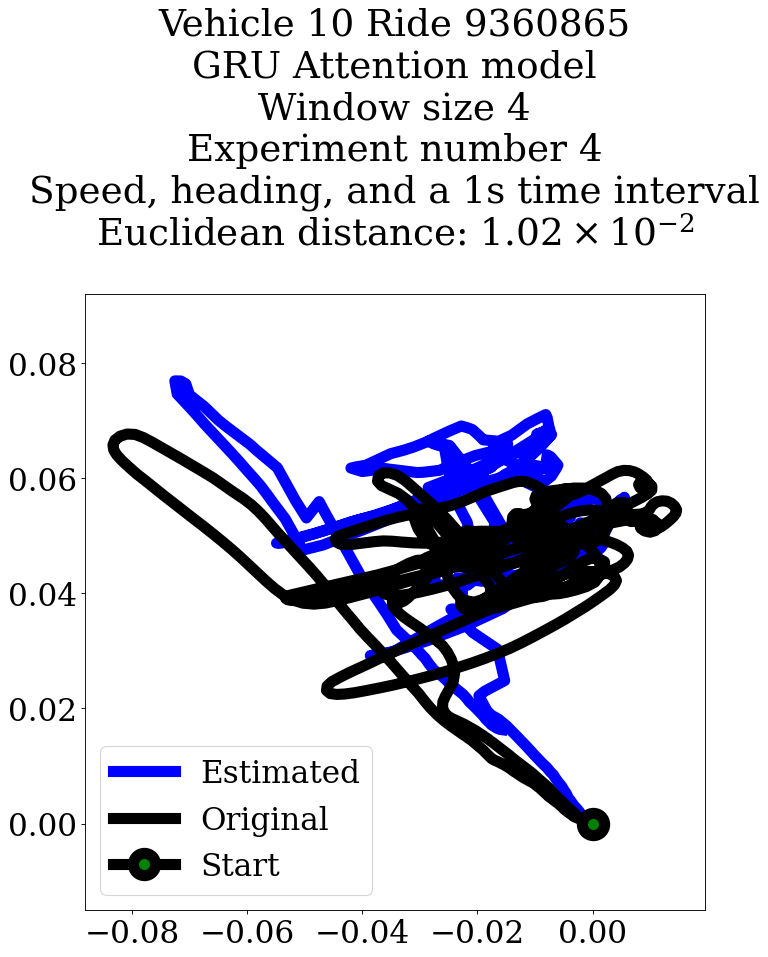 Vehicle 10 Ride 9360865
GRU Attention model
Window size 4
Experiment number 4
Speed, heading, and a 1s time interval
Euclidean distance: 1.02 × 10⁻²
0.08
0.06
0.04
0.02
0.00
Estimated
Original
Start
−0.08 −0.06 −0.04 −0.02 0.00